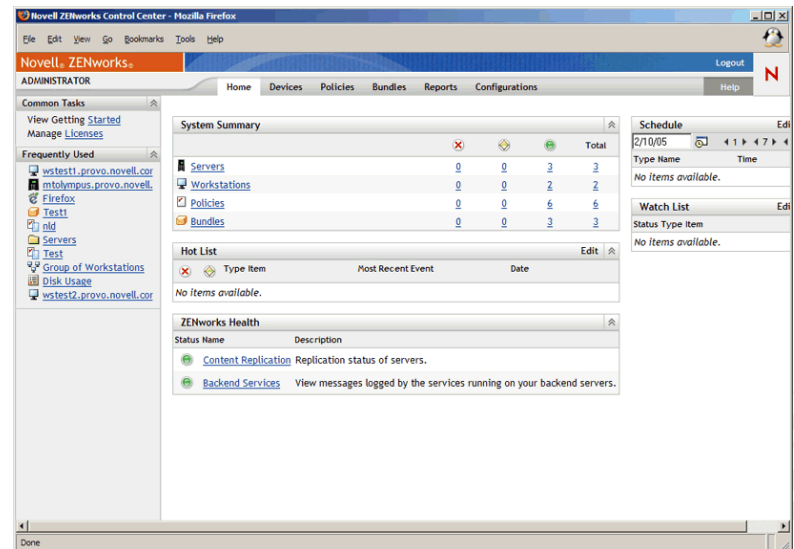 Novell ZENworks Control Center - Mozilla Firefox
File Edit View Go Bookmarks Tools Help
Novell® ZENworks®
Logout
N
ADMINISTRATOR
Home Devices Policies Bundles Reports Configurations
Help
Common Tasks
View Getting Started
Manage Licenses
Frequently Used
wstest1.provo.novell.cor
mtolympus.provo.novell.
Firefox
Test1
nld
Servers
Test
Group of Workstations
Disk Usage
wstest2.provo.novell.cor
System Summary
Total
Servers 0 0 3 3
Workstations 0 0 2 2
Policies 0 0 6 6
Bundles 0 0 3 3
Hot List Edit
Type Item Most Recent Event Date
No items available.
ZENworks Health
Status Name Description
Content Replication Replication status of servers.
Backend Services View messages logged by the services running on your backend servers.
Schedule Edi
2/10/05 1 7
Type Name Time
No items available.
Watch List Edi
Status Type Item
No items available.
Done